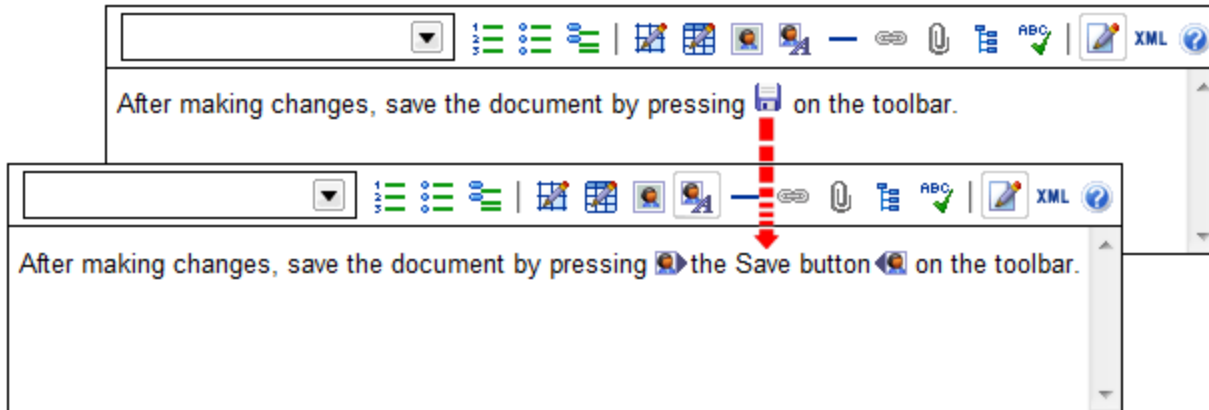 ABC XML ?
After making changes, save the document by pressing on the toolbar.
ABC XML ?
After making changes, save the document by pressing the Save button on the toolbar.